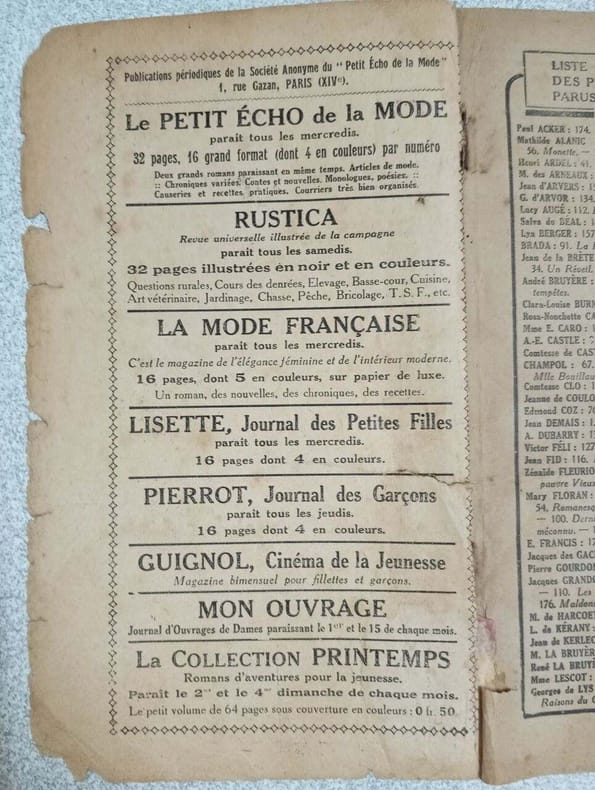 Publications périodiques de la Société Anonyme du "Petit Écho de la Mode"
1, rue Gazan, PARIS (XIVe).
Le PETIT ÉCHO de la MODE
parait tous les mercredis.
32 pages, 16 grand format (dont 4 en couleurs) par numéro
Deux grands romans paraissant en même temps. Articles de mode.
:: Chroniques variées. Contes et nouvelles. Monologues, poésies. ::
Causeries et recettes pratiques. Courriers très bien organisés.
RUSTICA
Revue universelle illustrée de la campagne
parait tous les samedis.
32 pages illustrées en noir et en couleurs.
Questions rurales, Cours des denrées, Elevage, Basse-cour, Cuisine,
Art vétérinaire, Jardinage, Chasse, Pêche, Bricolage, T. S. F., etc.
LA MODE FRANÇAISE
parait tous les mercredis.
C'est le magazine de l'élégance féminine et de l'intérieur moderne.
16 pages, dont 5 en couleurs, sur papier de luxe.
Un roman, des nouvelles, des chroniques, des recettes.
LISETTE, Journal des Petites Filles
parait tous les mercredis.
16 pages dont 4 en couleurs.
PIERROT, Journal des Garçons
parait tous les jeudis.
16 pages dont 4 en couleurs.
GUIGNOL, Cinéma de la Jeunesse
Magazine bimensuel pour fillettes et garçons.
MON OUVRAGE
Journal d'Ouvrages de Dames paraissant le 1er et le 15 de chaque mois.
La COLLECTION PRINTEMPS
Romans d'aventures pour la jeunesse.
Paraît le 2me et le 4me dimanche de chaque mois.
Le petit volume de 64 pages sous couverture en couleurs : 0 fr. 50
LISTE
DES P
PARUS
Paul ACKER : 174.
Mathilde ALANIC
56. Monette. —
Henri ARDEL : 41.
M. des ARNEAUX :
Jean d'ARVERS : 15
G. d'ARVOR : 134.
Lucy AUGÉ : 112.
Salva du BEAL : 1
Lya BERGER : 157
BRADA : 91. La
Jean de la BRÈTE
34. Un Réveil.
André BRUYÈRE :
tempêtes.
Clara-Louise BURN
Rosa-Nonchette CA
Mme E. CARO :
A.-E. CASTLE :
Comtesse de CAST
CHAMPOL : 67.
Mlle Bouillau
Comtesse CLO : 1
Jeanne de COULO
Edmond COZ : 70
Jean DEMAIS : 1
A. DUBARRY : 13
Victor FÉLI : 127
Jean FID : 116.
Zénaïde FLEURIO
pauvre Vieux
Mary FLORAN :
54. Romanesq
— 100. Dern
méconnu. —
E. FRANCIS : 17
Jacques des GAC
Pierre GOURDON
Jacques GRAND
— 110. Les
176. Maldon
M. de HARCOE
L. de KÉRANY :
Jean de KERLEC
M. LA BRUYÈR
René LA BRUY
Mme LESCOT :
Georges de LYS
Raisons du C